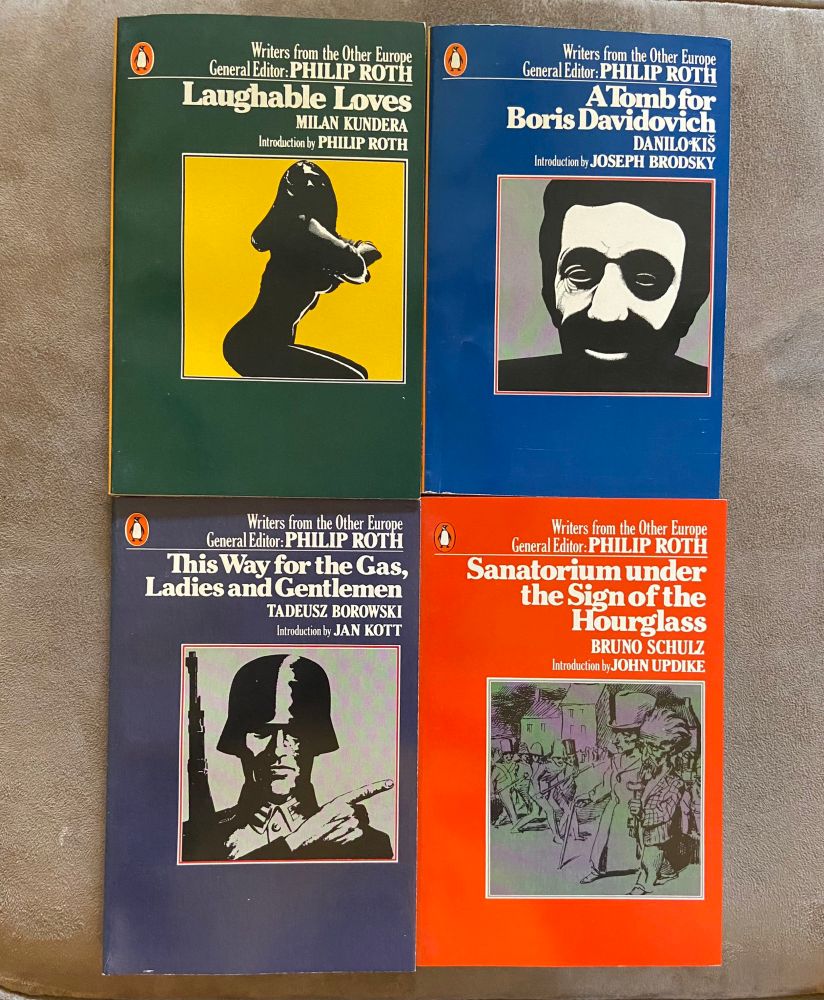 Writers from the Other Europe
General Editor: PHILIP ROTH
Laughable Loves
MILAN KUNDERA
Introduction by PHILIP ROTH
Writers from the Other Europe
General Editor: PHILIP ROTH
A Tomb for
Boris Davidovich
DANILO KIŠ
Introduction by JOSEPH BRODSKY
Writers from the Other Europe
General Editor: PHILIP ROTH
This Way for the Gas,
Ladies and Gentlemen
TADEUSZ BOROWSKI
Introduction by JAN KOTT
Writers from the Other Europe
General Editor: PHILIP ROTH
Sanatorium under
the Sign of the
Hourglass
BRUNO SCHULZ
Introduction by JOHN UPDIKE